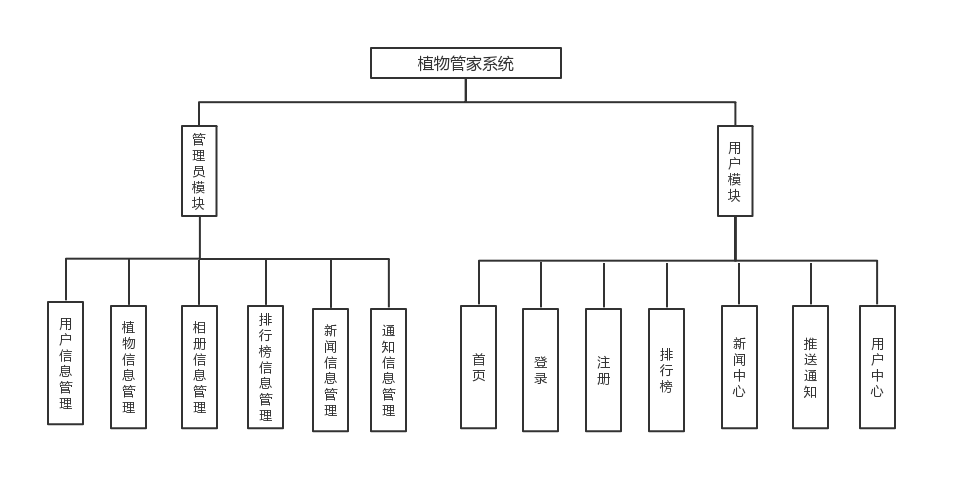 植物管家系统
管理员模块
用户模块
用户信息管理
植物信息管理
相册信息管理
排行榜信息管理
新闻信息管理
通知信息管理
首页
登录
注册
排行榜
新闻中心
推送通知
用户中心